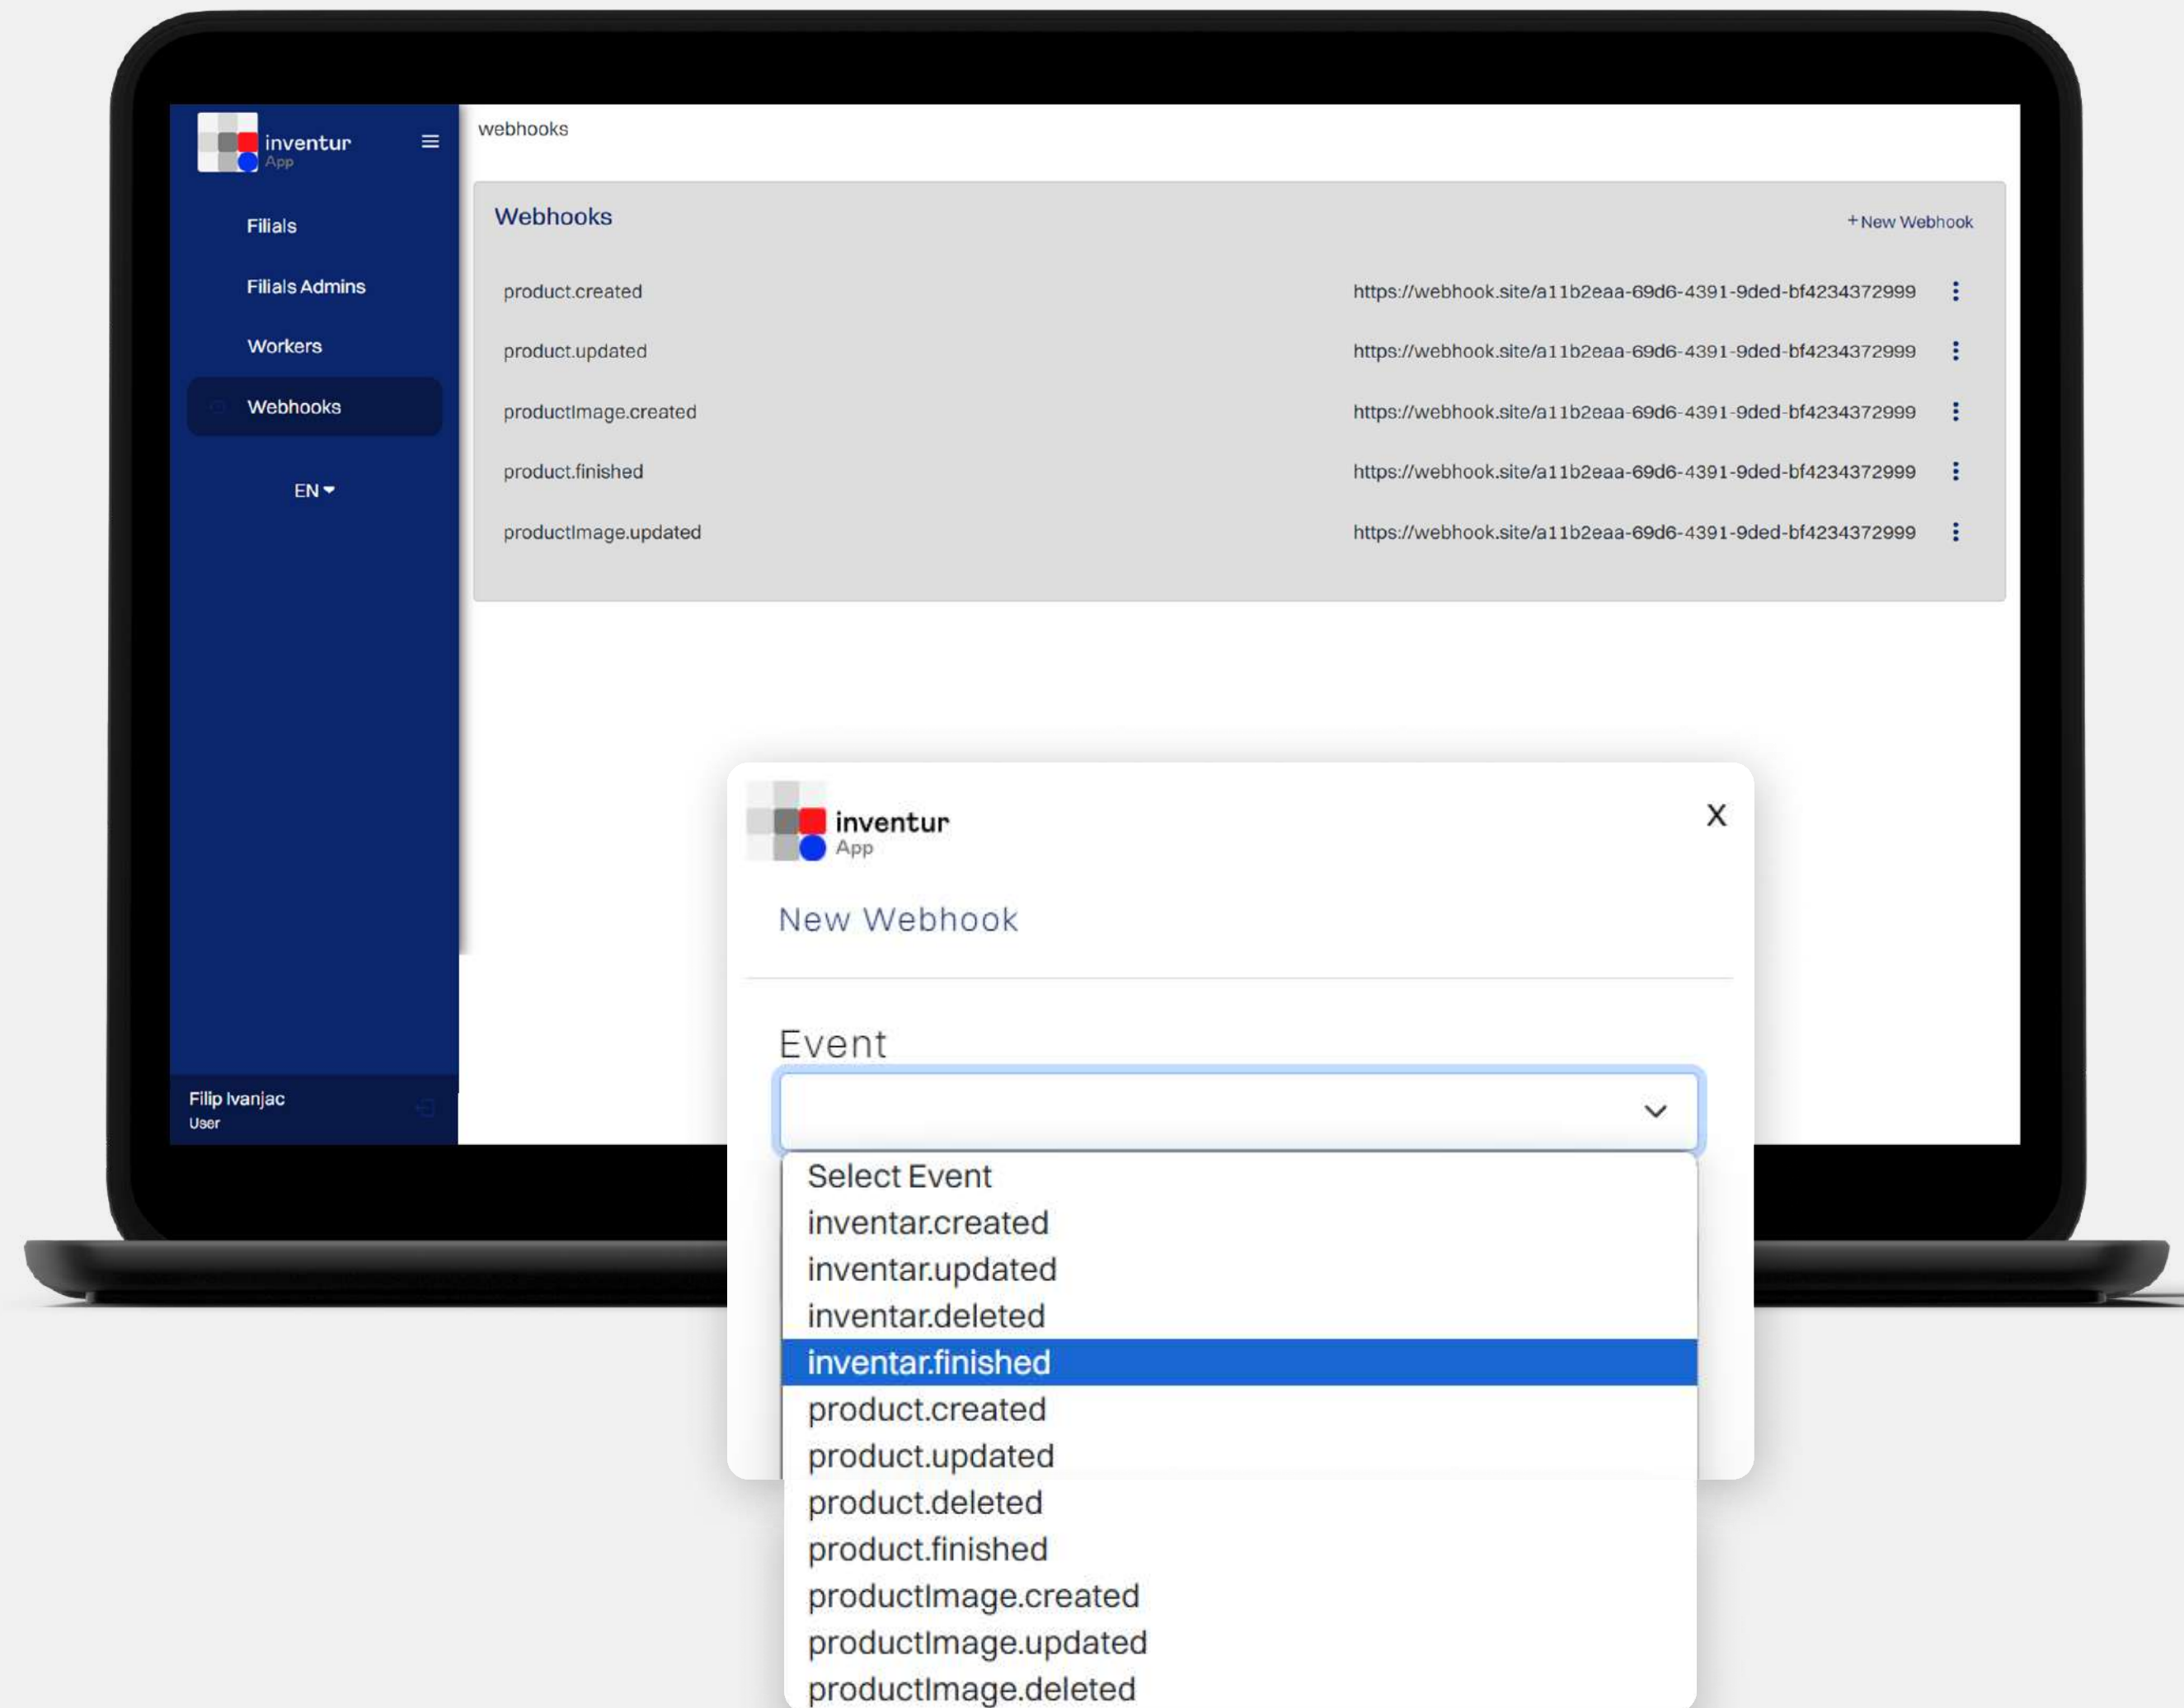 inventur
App
webhooks
Filials
Filials Admins
Workers
Webhooks
EN
Filip Ivanjac
User
Webhooks
+ New Webhook
product.created https://webhook.site/a11b2eaa-69d6-4391-9ded-bf4234372999
product.updated https://webhook.site/a11b2eaa-69d6-4391-9ded-bf4234372999
productImage.created https://webhook.site/a11b2eaa-69d6-4391-9ded-bf4234372999
product.finished https://webhook.site/a11b2eaa-69d6-4391-9ded-bf4234372999
productImage.updated https://webhook.site/a11b2eaa-69d6-4391-9ded-bf4234372999
inventur
App
X
New Webhook
Event
Select Event
inventar.created
inventar.updated
inventar.deleted
inventar.finished
product.created
product.updated
product.deleted
product.finished
productImage.created
productImage.updated
productImage.deleted